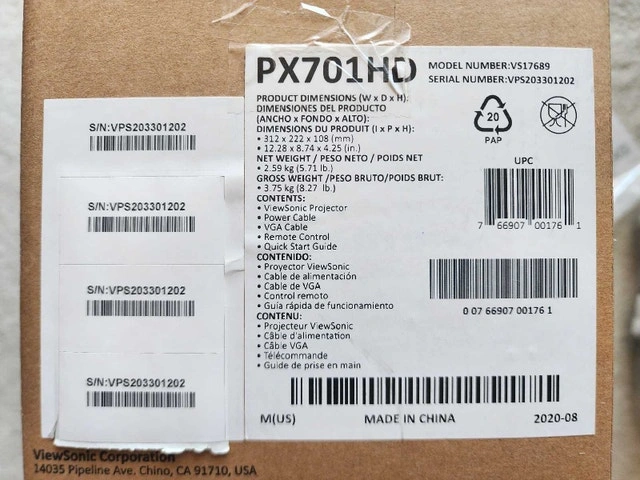 PX701HD
MODEL NUMBER:VS17689
SERIAL NUMBER:VPS203301202
PRODUCT DIMENSIONS (W x D x H):
DIMENSIONES DEL PRODUCTO
(ANCHO x FONDO x ALTO):
DIMENSIONS DU PRODUIT (l x P x H):
• 312 x 222 x 108 (mm)
• 12.28 x 8.74 x 4.25 (in.)
NET WEIGHT / PESO NETO / POIDS NET
• 2.59 kg (5.71 lb.)
GROSS WEIGHT /PESO BRUTO/POIDS BRUT:
• 3.75 kg (8.27 lb.)
CONTENTS:
• ViewSonic Projector
• Power Cable
• VGA Cable
• Remote Control
• Quick Start Guide
CONTENIDO:
• Proyector ViewSonic
• Cable de alimentación
• Cable de VGA
• Control remoto
• Guía rápida de funcionamiento
CONTENU:
• Projecteur ViewSonic
• Câble d'alimentation
• Câble VGA
• Télécommande
• Guide de prise en main
20
PAP
UPC
7 66907 00176 1
0 07 66907 00176 1
M(US) MADE IN CHINA 2020-08
S/N:VPS203301202
S/N:VPS203301202
S/N:VPS203301202
S/N:VPS203301202
ViewSonic Corporation
14035 Pipeline Ave. Chino, CA 91710, USA